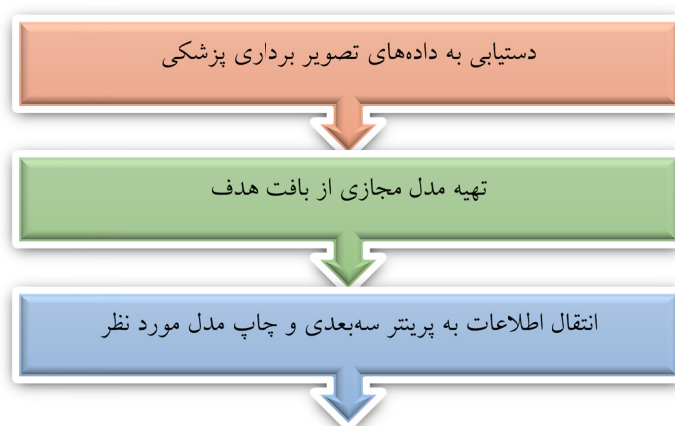 دستیابی به داده‌های تصویر برداری پزشکی
تهیه مدل مجازی از بافت هدف
انتقال اطلاعات به پرینتر سه‌بعدی و چاپ مدل مورد نظر